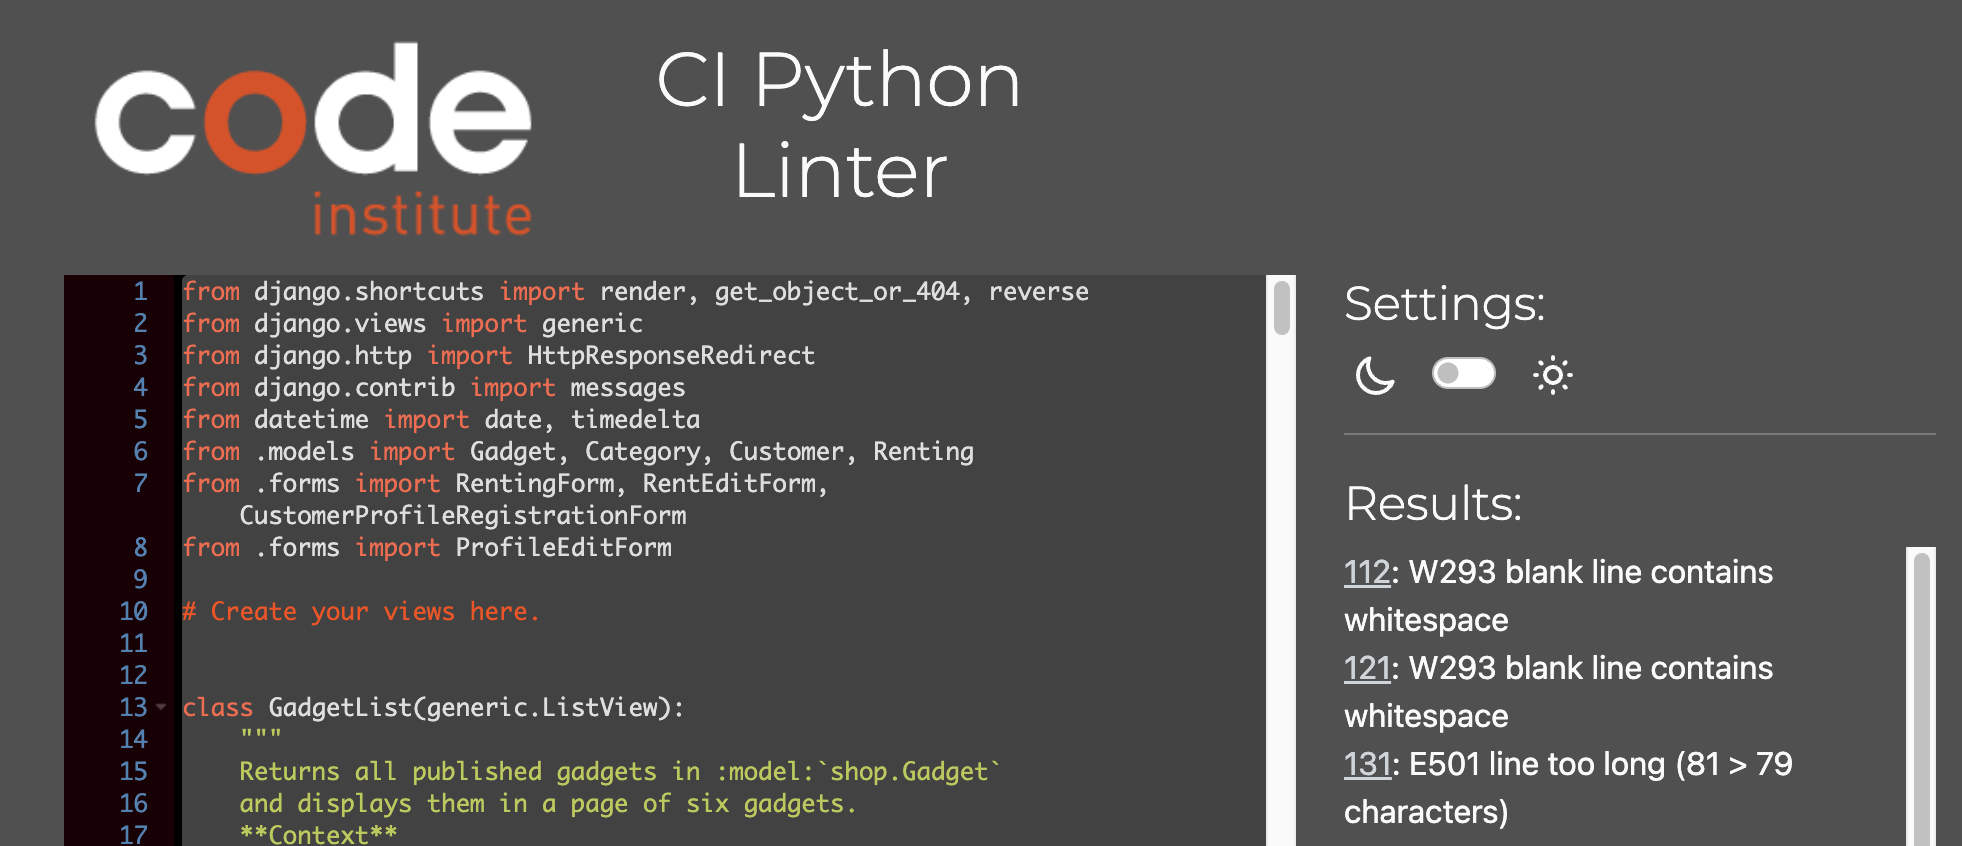 code
institute
CI Python
Linter
1 from django.shortcuts import render, get_object_or_404, reverse
2 from django.views import generic
3 from django.http import HttpResponseRedirect
4 from django.contrib import messages
5 from datetime import date, timedelta
6 from .models import Gadget, Category, Customer, Renting
7 from .forms import RentingForm, RentEditForm,
CustomerProfileRegistrationForm
8 from .forms import ProfileEditForm
9
10 # Create your views here.
11
12
13 class GadgetList(generic.ListView):
14 """
15 Returns all published gadgets in :model:`shop.Gadget`
16 and displays them in a page of six gadgets.
17 **Context**
Settings:
Results:
112: W293 blank line contains
whitespace
121: W293 blank line contains
whitespace
131: E501 line too long (81 > 79
characters)